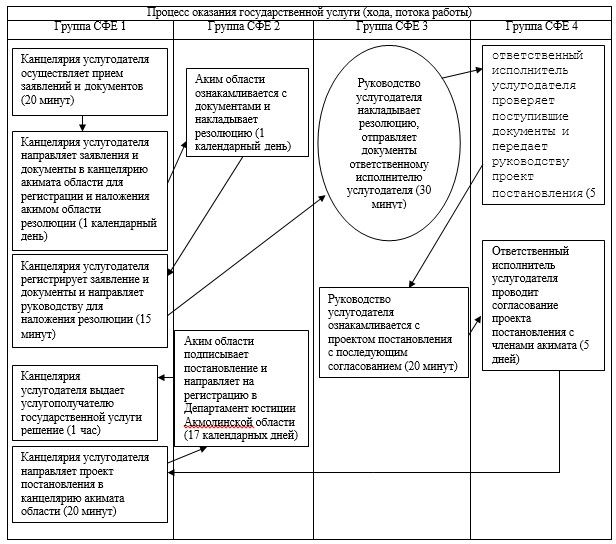 Процесс оказания государственной услуги (хода, потока работы)
Группа СФЕ 1
Группа СФЕ 2
Группа СФЕ 3
Группа СФЕ 4
Канцелярия услугодателя
осуществляет прием
заявлений и документов
(20 минут)
Канцелярия услугодателя
направляет заявления и
документы в канцелярию
акимата области для
регистрации и наложения
акимом области
резолюции (1 календарный
день)
Канцелярия услугодателя
регистрирует заявление и
документы и направляет
руководству для
наложения резолюции (15
минут)
Канцелярия
услугодателя выдает
услугополучателю
государственной услуги
решение (1 час)
Канцелярия услугодателя
направляет проект
постановления в
канцелярию акимата
области (20 минут)
Аким области
ознакамливается с
документами и
накладывает
резолюцию (1
календарный день)
Аким области
подписывает
постановление и
направляет на
регистрацию в
Департамент юстиции
Акмолинской области
(17 календарных дней)
Руководство
услугодателя
накладывает
резолюцию,
отправляет
документы
ответственному
исполнителю
услугодателя (30
минут)
Руководство
услугодателя
ознакамливается с
проектом постановления
с последующим
согласованием (20 минут)
ответственный
исполнитель
услугодателя
проверяет
поступившие
документы и
передает
руководству
проект
постановления (5
Ответственный
исполнитель
услугодателя
проводит
согласование
проекта
постановления с
членами акимата (5
дней)